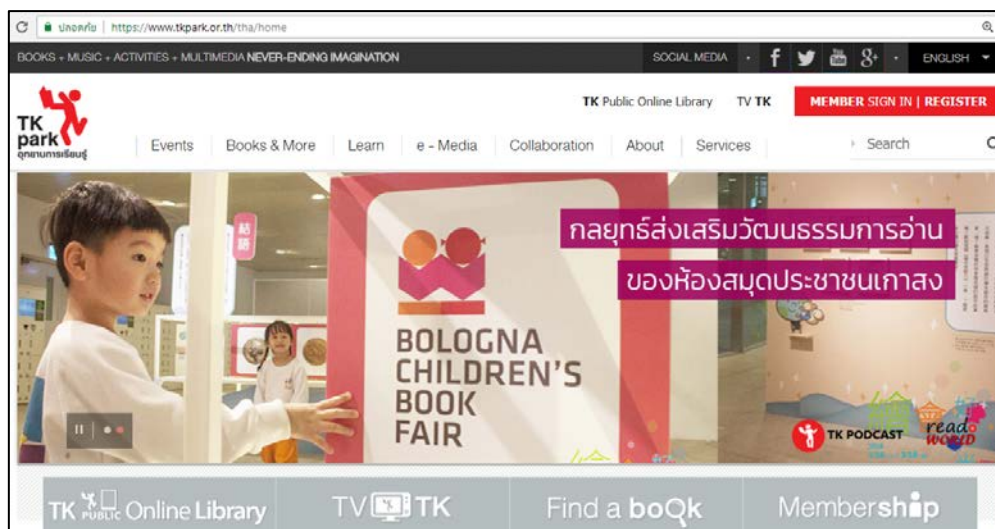 ปลอดภัย | https://www.tkpark.or.th/tha/home
BOOKS + MUSIC + ACTIVITIES + MULTIMEDIA NEVER-ENDING IMAGINATION
SOCIAL MEDIA
f You Tube g+ ENGLISH
TK Public Online Library TV TK MEMBER SIGN IN | REGISTER
TK
park
อุทยานการเรียนรู้
Events Books & More Learn e - Media Collaboration About Services Search
กลยุทธ์ส่งเสริมวัฒนธรรมการอ่าน
ของห้องสมุดประชาชนเกาสง
BOLOGNA
CHILDREN'S
BOOK
FAIR
TK PODCAST
read
WORLD
TK PUBLIC Online Library TV TK Find a book Membership